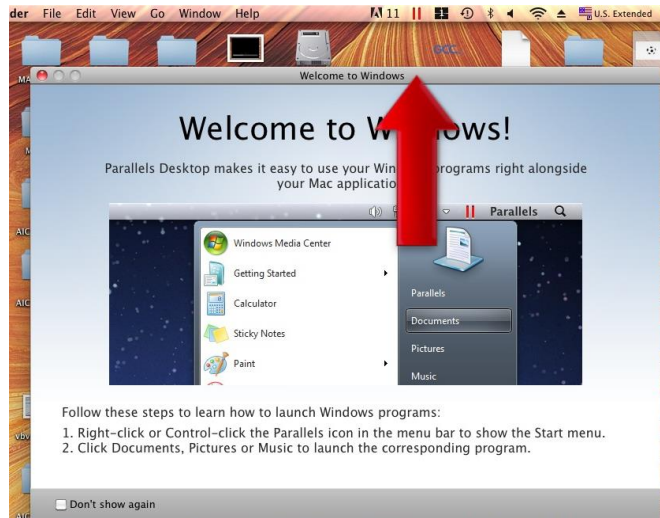 der File Edit View Go Window Help 11 U.S. Extended
Welcome to Windows
Parallels Desktop makes it easy to use your Win programs right alongside
your Mac applicatio
Parallels
Windows Media Center
Getting Started
Calculator
Sticky Notes
Paint
Parallels
Documents
Pictures
Music
Follow these steps to learn how to launch Windows programs:
1. Right-click or Control-click the Parallels icon in the menu bar to show the Start menu.
2. Click Documents, Pictures or Music to launch the corresponding program.
Don't show again